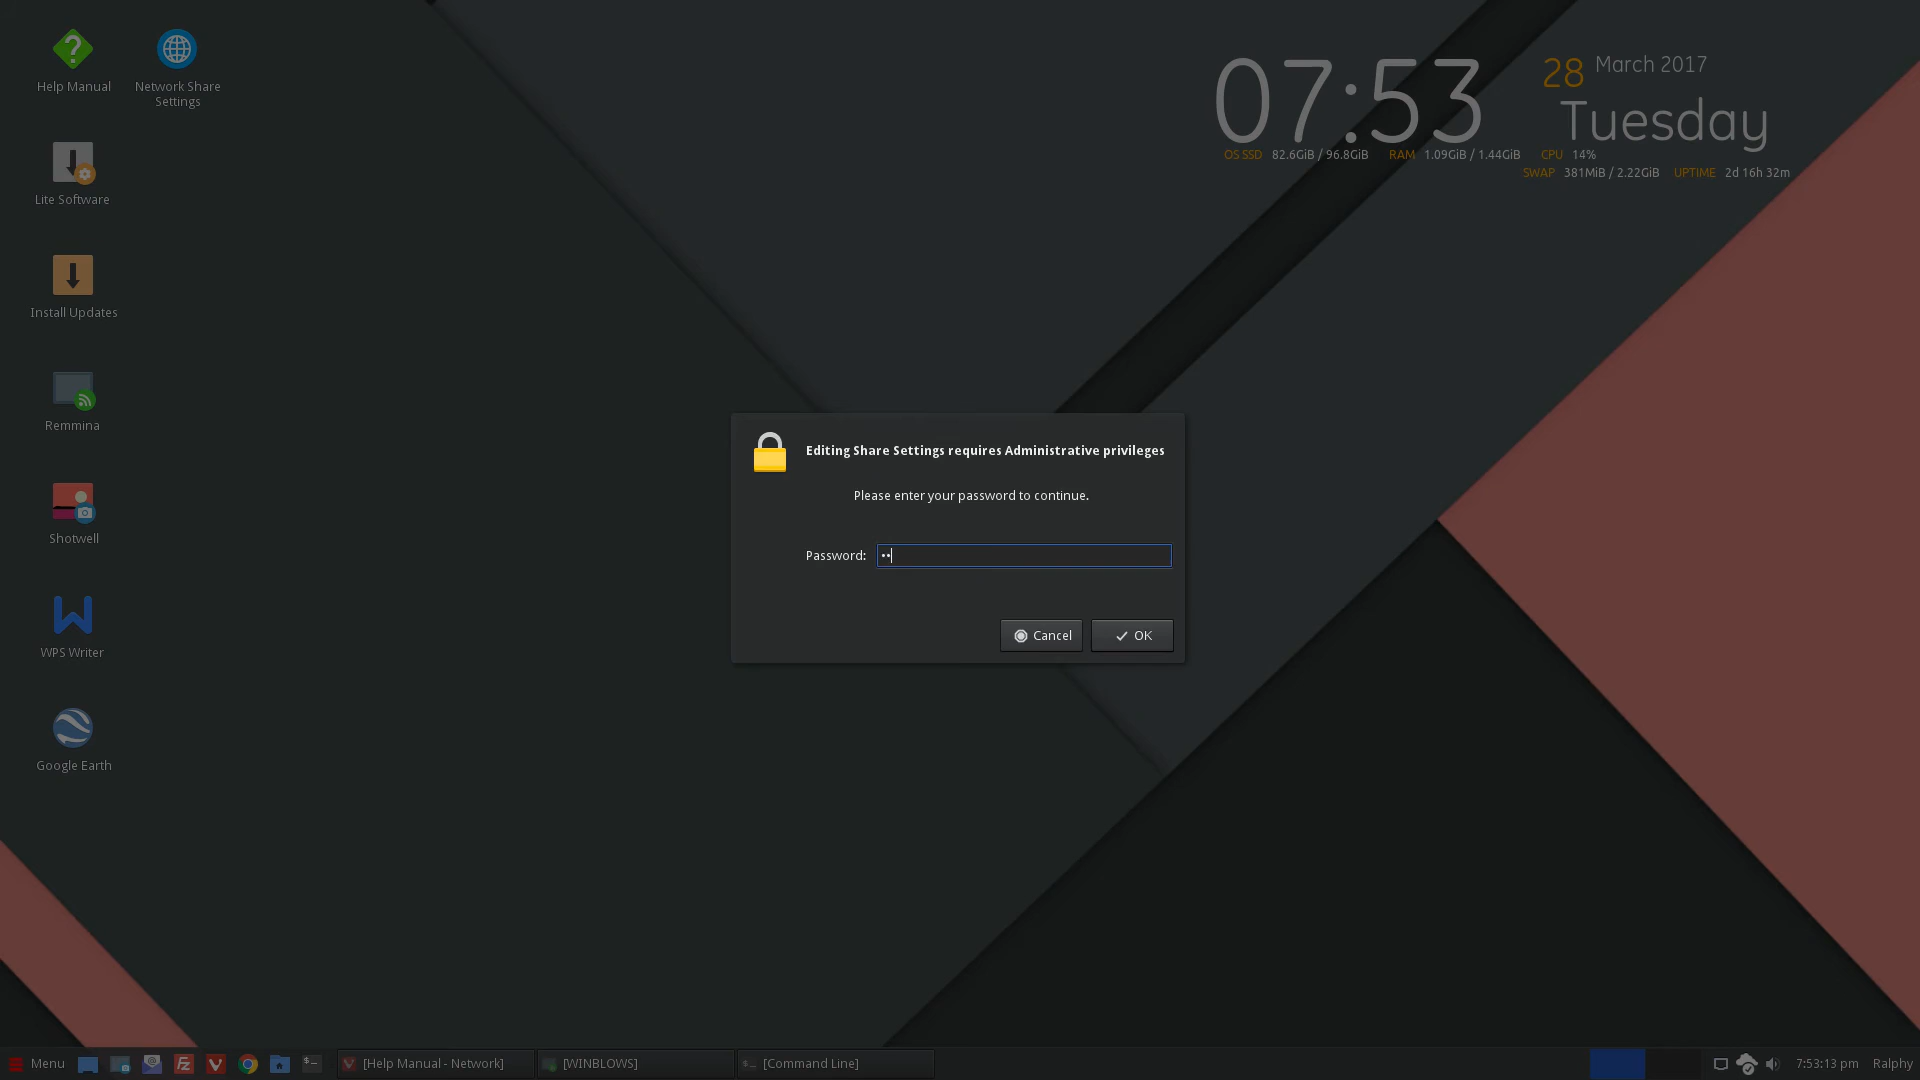 Help Manual
Network Share
Settings
Lite Software
Install Updates
Remmina
Shotwell
WPS Writer
Google Earth
07:53
28 March 2017
Tuesday
OS SSD 82.6GiB / 96.8GiB RAM 1.09GiB / 1.44GiB CPU 14%
SWAP 381MiB / 2.22GiB UPTIME 2d 16h 32m
Editing Share Settings requires Administrative privileges
Please enter your password to continue.
Password: ••
Cancel OK
Menu [Help Manual - Network] [WINBLOWS] [Command Line] 7:53:13 pm Ralphy